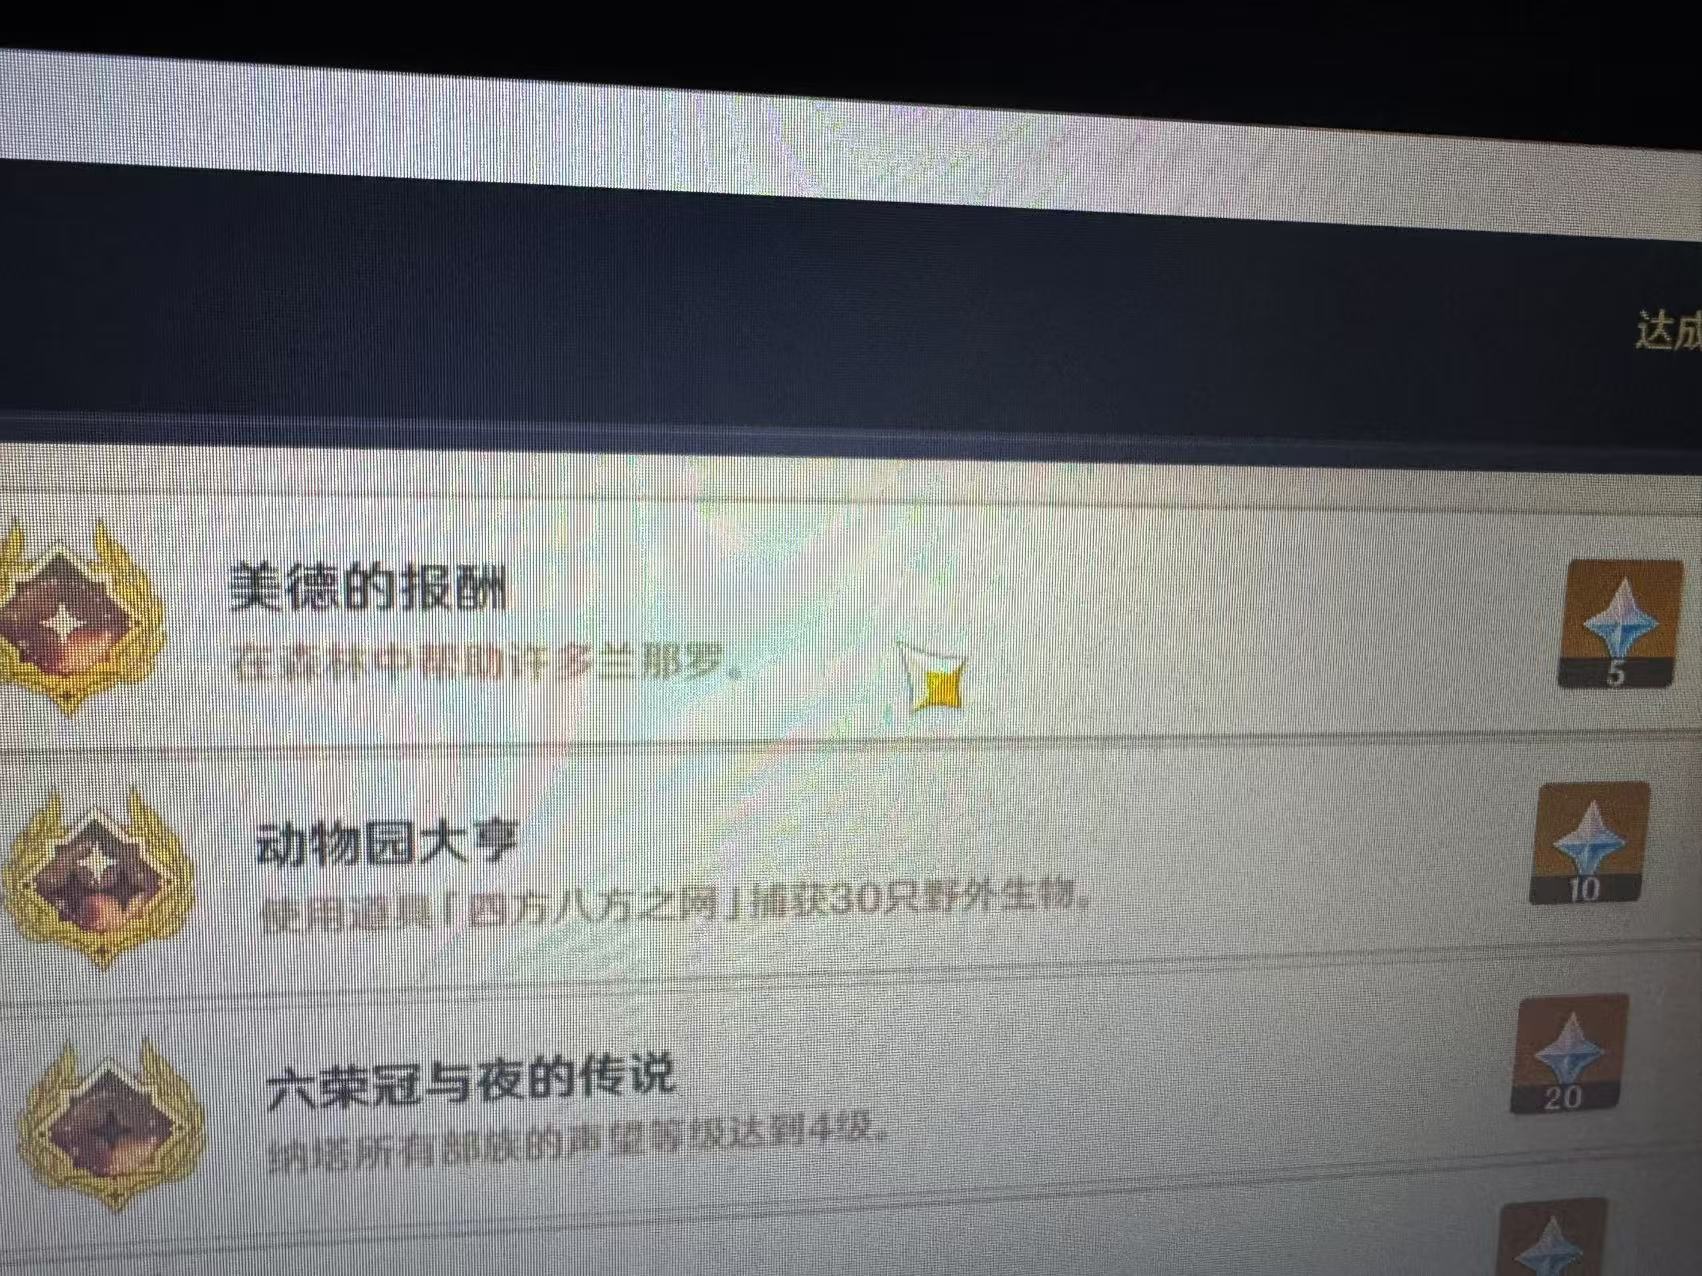 达成
美德的报酬
在森林中帮助许多兰那罗。
5
动物园大亨
使用道具「四方八方之网」捕获30只野外生物。
10
六荣冠与夜的传说
纳塔所有部族的声望等级达到4级。
20